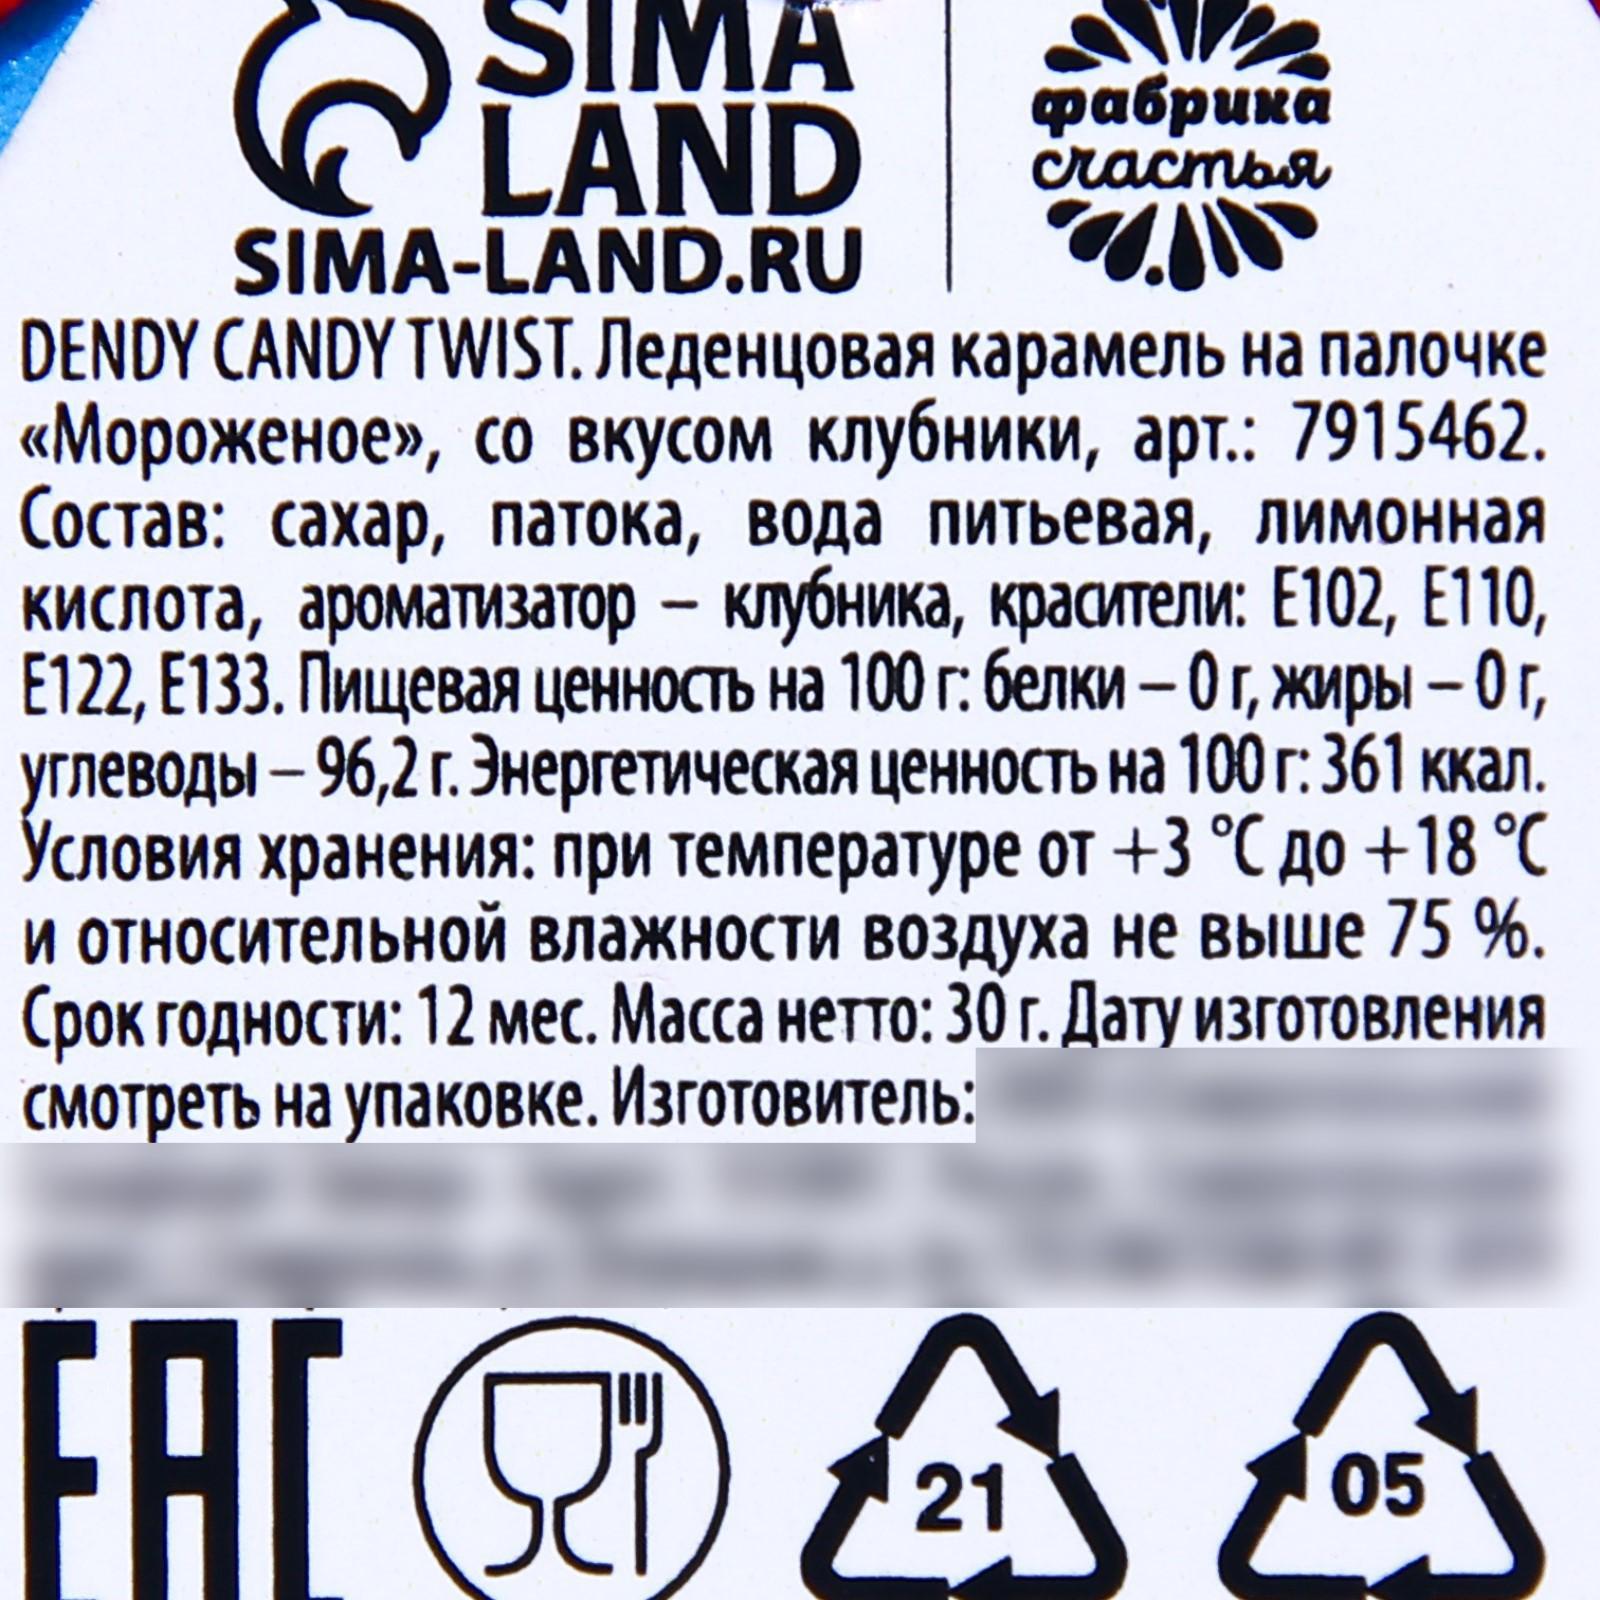 SIMA
LAND
SIMA-LAND.RU
фабрика
счастья
DENDY CANDY TWIST. Леденцовая карамель на палочке
«Мороженое», со вкусом клубники, арт.: 7915462.
Состав: сахар, патока, вода питьевая, лимонная
кислота, ароматизатор – клубника, красители: Е102, Е110,
Е122, Е133. Пищевая ценность на 100 г: белки – 0 г, жиры – 0 г,
углеводы – 96,2 г. Энергетическая ценность на 100 г: 361 ккал.
Условия хранения: при температуре от +3 °С до +18 °С
и относительной влажности воздуха не выше 75 %.
Срок годности: 12 мес. Масса нетто: 30 г. Дату изготовления
смотреть на упаковке. Изготовитель:
ЕАС
21
05